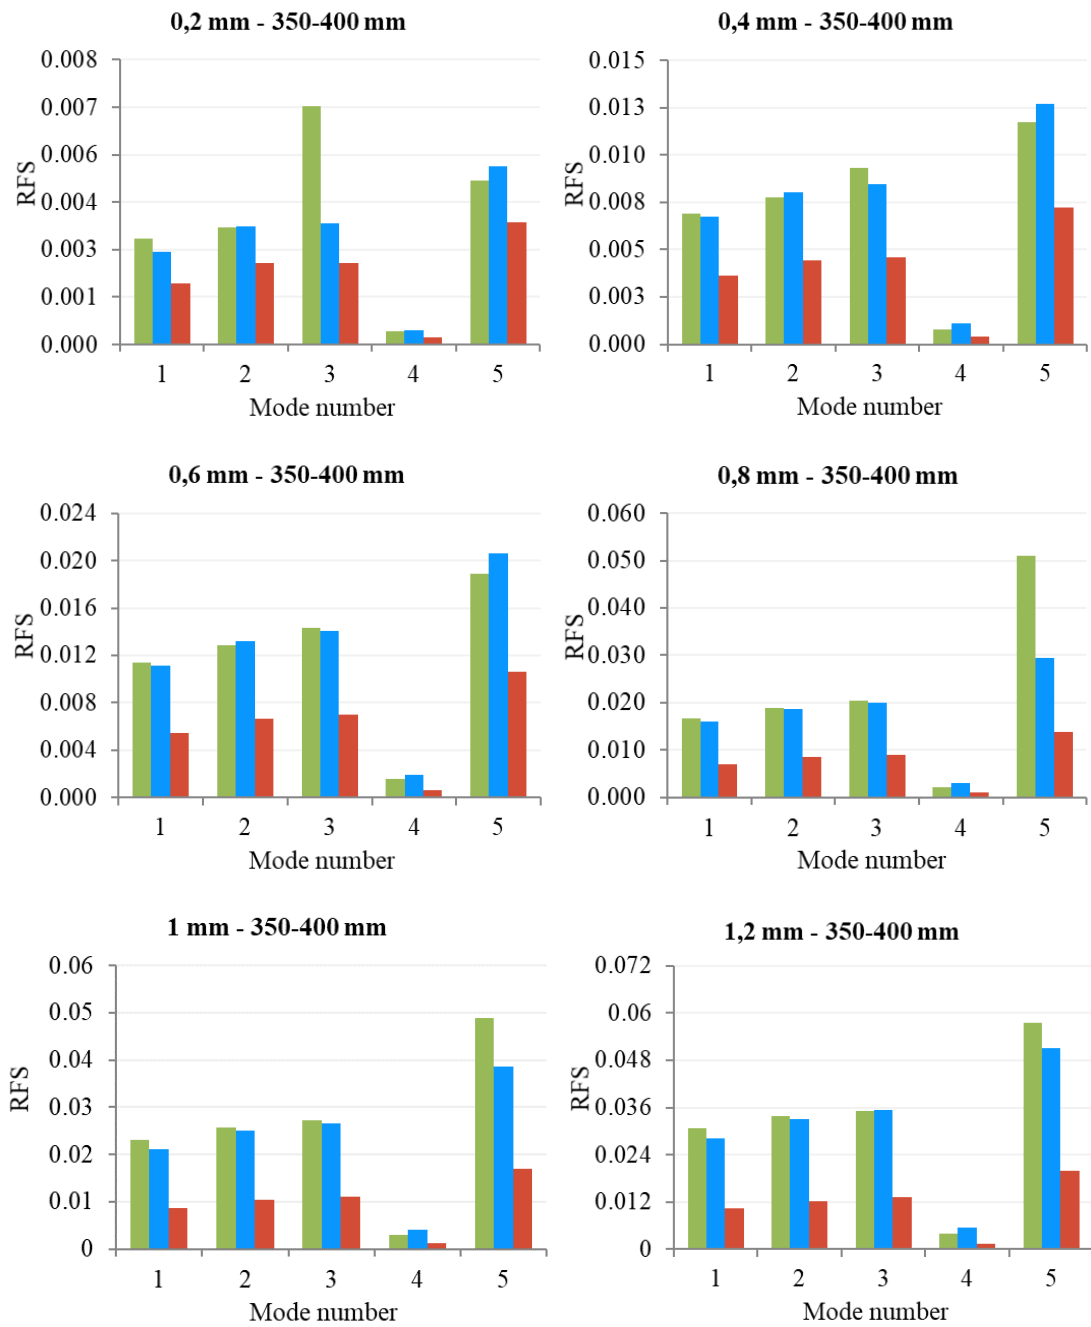 0,2 mm - 350-400 mm
0.008
0.007
0.006
0.004
0.003
0.001
0.000
RFS
1 2 3 4 5
Mode number
0,4 mm - 350-400 mm
0.015
0.013
0.010
0.008
0.005
0.003
0.000
RFS
1 2 3 4 5
Mode number
0,6 mm - 350-400 mm
0.024
0.020
0.016
0.012
0.008
0.004
0.000
RFS
1 2 3 4 5
Mode number
0,8 mm - 350-400 mm
0.060
0.050
0.040
0.030
0.020
0.010
0.000
RFS
1 2 3 4 5
Mode number
1 mm - 350-400 mm
0.06
0.05
0.04
0.03
0.02
0.01
0
RFS
1 2 3 4 5
Mode number
1,2 mm - 350-400 mm
0.072
0.06
0.048
0.036
0.024
0.012
0
RFS
1 2 3 4 5
Mode number